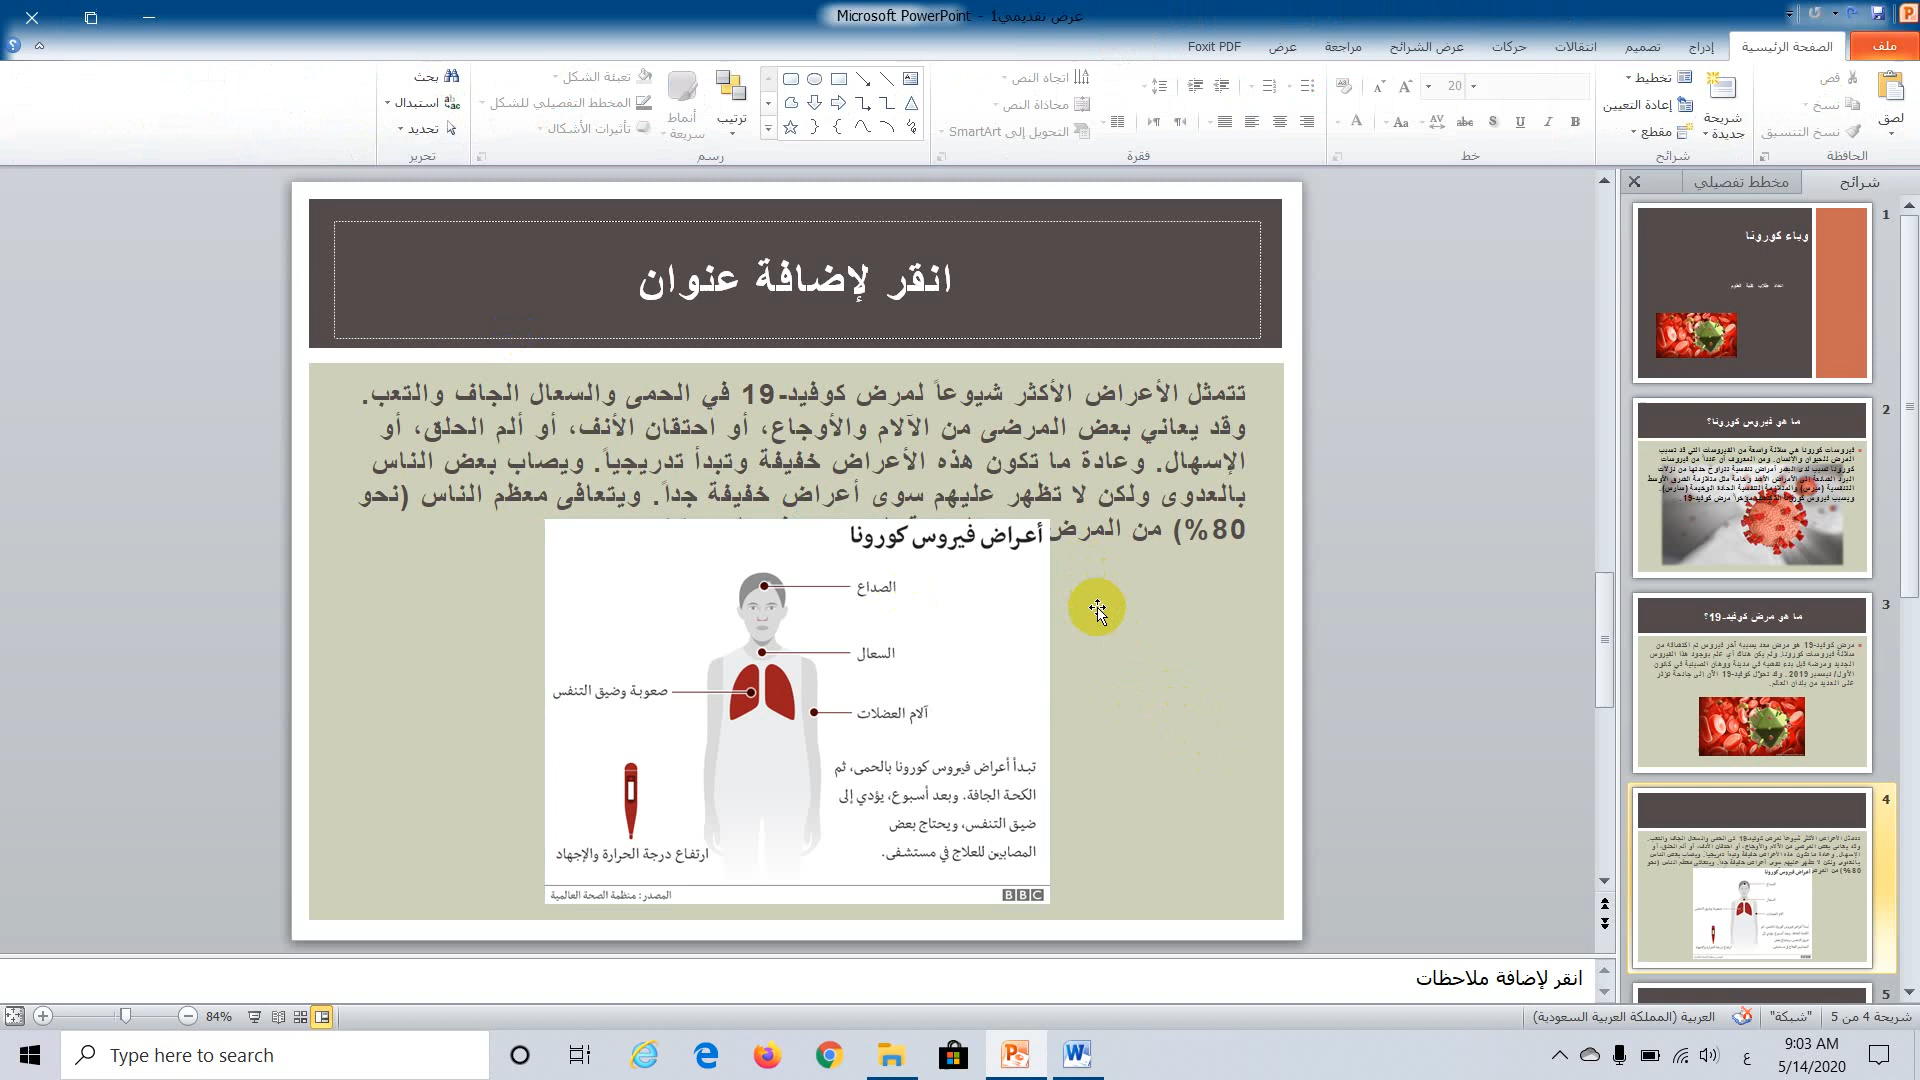 عرض تقديمي1 - Microsoft PowerPoint
ملف
الصفحة الرئيسية
إدراج
تصميم
انتقالات
حركات
عرض الشرائح
مراجعة
عرض
Foxit PDF
لصق
قص
نسخ
نسخ التنسيق
الحافظة
شريحة جديدة
تخطيط
إعادة التعيين
مقطع
شرائح
20
خط
اتجاه النص
محاذاة النص
التحويل إلى SmartArt
فقرة
ترتيب
أنماط سريعة
تعبئة الشكل
المخطط التفصيلي للشكل
تأثيرات الأشكال
رسم
بحث
استبدال
تحديد
تحرير
شرائح
مخطط تفصيلي
1
وباء كورونا
2
ما هو فيروس كورونا؟
3
ما هو مرض كوفيد-19؟
4
5
انقر لإضافة عنوان
تتمثل الأعراض الأكثر شيوعاً لمرض كوفيد-19 في الحمى والسعال الجاف والتعب.
وقد يعاني بعض المرضى من الآلام والأوجاع، أو احتقان الأنف، أو ألم الحلق، أو
الإسهال. وعادة ما تكون هذه الأعراض خفيفة وتبدأ تدريجياً. ويصاب بعض الناس
بالعدوى ولكن لا تظهر عليهم سوى أعراض خفيفة جداً. ويتعافى معظم الناس (نحو
80%) من المرض
أعراض فيروس كورونا
الصداع
السعال
صعوبة وضيق التنفس
آلام العضلات
تبدأ أعراض فيروس كورونا بالحمى، ثم
الكحة الجافة. وبعد أسبوع، يؤدي إلى
ضيق التنفس، ويحتاج بعض
المصابين للعلاج في مستشفى.
ارتفاع درجة الحرارة والإجهاد
المصدر: منظمة الصحة العالمية
BBC
انقر لإضافة ملاحظات
شريحة 4 من 5
"شبكة"
العربية (المملكة العربية السعودية)
84%
Type here to search
ع
9:03 AM
5/14/2020